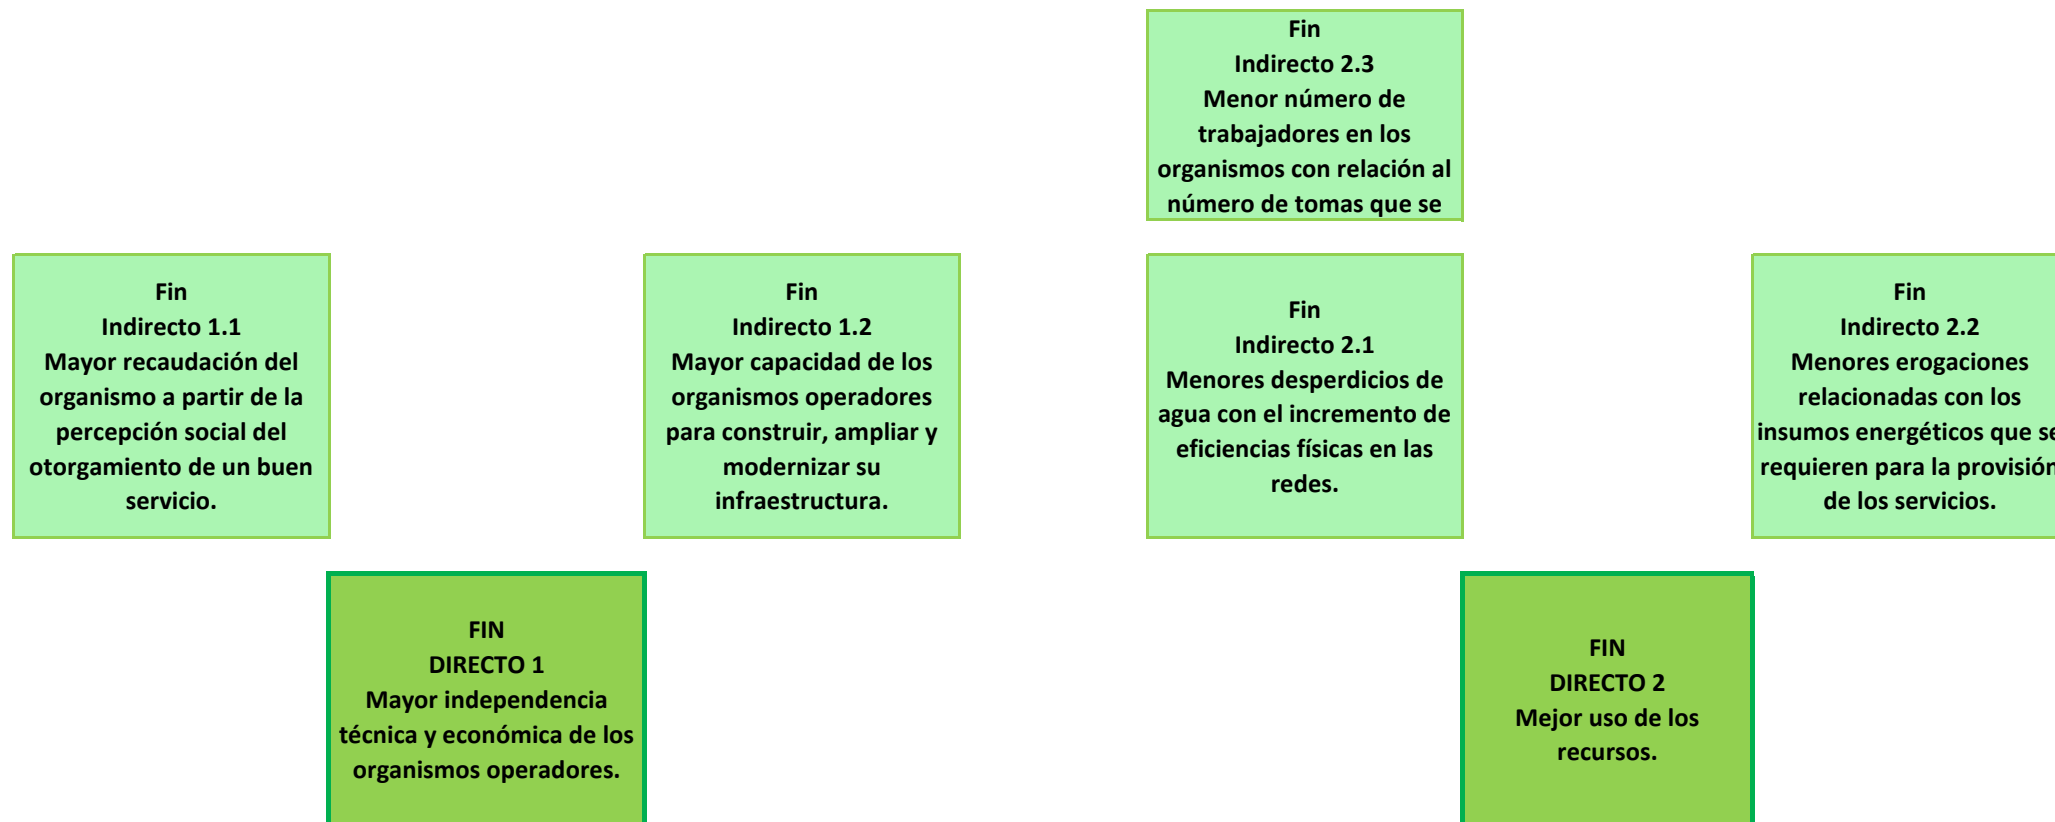 Fin
Indirecto 2.3
Menor número de
trabajadores en los
organismos con relación al
número de tomas que se
Fin
Indirecto 1.1
Mayor recaudación del
organismo a partir de la
percepción social del
otorgamiento de un buen
servicio.
Fin
Indirecto 1.2
Mayor capacidad de los
organismos operadores
para construir, ampliar y
modernizar su
infraestructura.
Fin
Indirecto 2.1
Menores desperdicios de
agua con el incremento de
eficiencias físicas en las
redes.
Fin
Indirecto 2.2
Menores erogaciones
relacionadas con los
insumos energéticos que se
requieren para la provisión
de los servicios.
FIN
DIRECTO 1
Mayor independencia
técnica y económica de los
organismos operadores.
FIN
DIRECTO 2
Mejor uso de los
recursos.